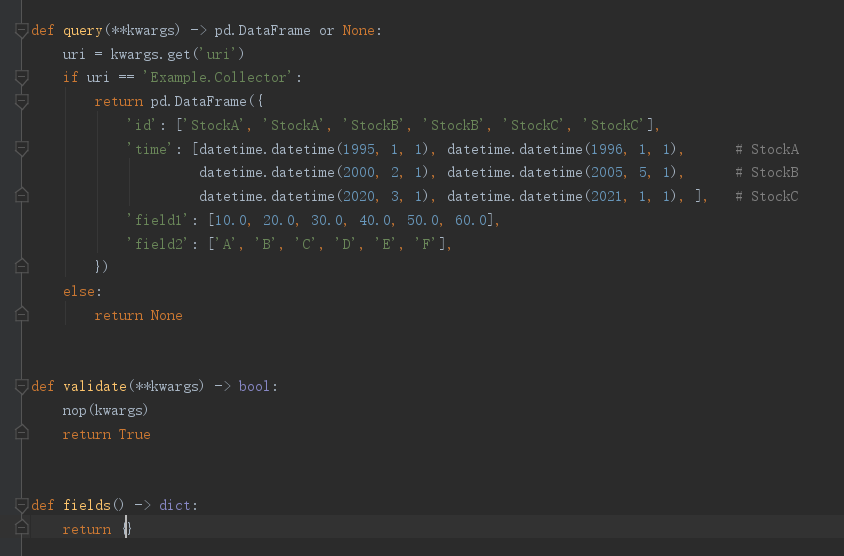 def query(**kwargs) -> pd.DataFrame or None:
    uri = kwargs.get('uri')
    if uri == 'Example.Collector':
        return pd.DataFrame({
            'id': ['StockA', 'StockA', 'StockB', 'StockB', 'StockC', 'StockC'],
            'time': [datetime.datetime(1995, 1, 1), datetime.datetime(1996, 1, 1),      # StockA
                     datetime.datetime(2000, 2, 1), datetime.datetime(2005, 5, 1),      # StockB
                     datetime.datetime(2020, 3, 1), datetime.datetime(2021, 1, 1), ],   # StockC
            'field1': [10.0, 20.0, 30.0, 40.0, 50.0, 60.0],
            'field2': ['A', 'B', 'C', 'D', 'E', 'F'],
        })
    else:
        return None
def validate(**kwargs) -> bool:
    nop(kwargs)
    return True
def fields() -> dict:
    return {}